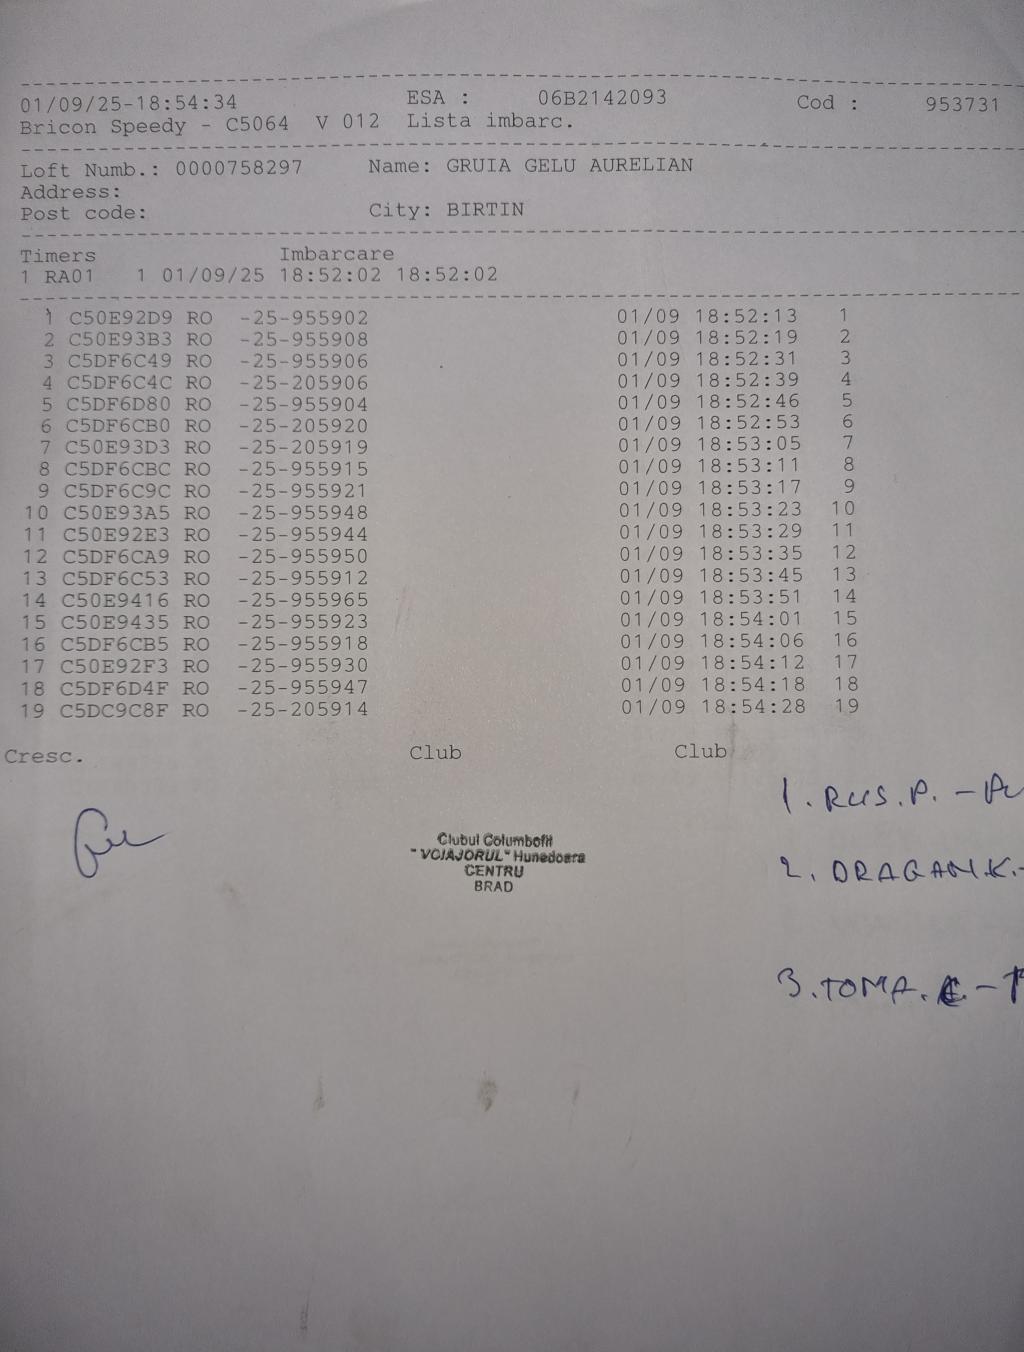 01/09/25-18:54:34 ESA : 06B2142093 Cod : 953731
Bricon Speedy - C5064 V 012 Lista imbarc.
Loft Numb.: 0000758297 Name: GRUIA GELU AURELIAN
Address:
Post code: City: BIRTIN
Timers Imbarcare
1 RA01 1 01/09/25 18:52:02 18:52:02
1 C50E92D9 RO -25-955902 01/09 18:52:13 1
2 C50E93B3 RO -25-955908 01/09 18:52:19 2
3 C5DF6C49 RO -25-955906 01/09 18:52:31 3
4 C5DF6C4C RO -25-205906 01/09 18:52:39 4
5 C5DF6D80 RO -25-955904 01/09 18:52:46 5
6 C5DF6CB0 RO -25-205920 01/09 18:52:53 6
7 C50E93D3 RO -25-205919 01/09 18:53:05 7
8 C5DF6CBC RO -25-955915 01/09 18:53:11 8
9 C5DF6C9C RO -25-955921 01/09 18:53:17 9
10 C50E93A5 RO -25-955948 01/09 18:53:23 10
11 C50E92E3 RO -25-955944 01/09 18:53:29 11
12 C5DF6CA9 RO -25-955950 01/09 18:53:35 12
13 C5DF6C53 RO -25-955912 01/09 18:53:45 13
14 C50E9416 RO -25-955965 01/09 18:53:51 14
15 C50E9435 RO -25-955923 01/09 18:54:01 15
16 C5DF6CB5 RO -25-955918 01/09 18:54:06 16
17 C50E92F3 RO -25-955930 01/09 18:54:12 17
18 C5DF6D4F RO -25-955947 01/09 18:54:18 18
19 C5DC9C8F RO -25-205914 01/09 18:54:28 19
Cresc. Club Club
1. RUS.P. -
Clubul Columbofil
"VOIAJORUL" Hunedoara
CENTRU
BRAD
2. DRAGAN.K.-
3. TOMA. -